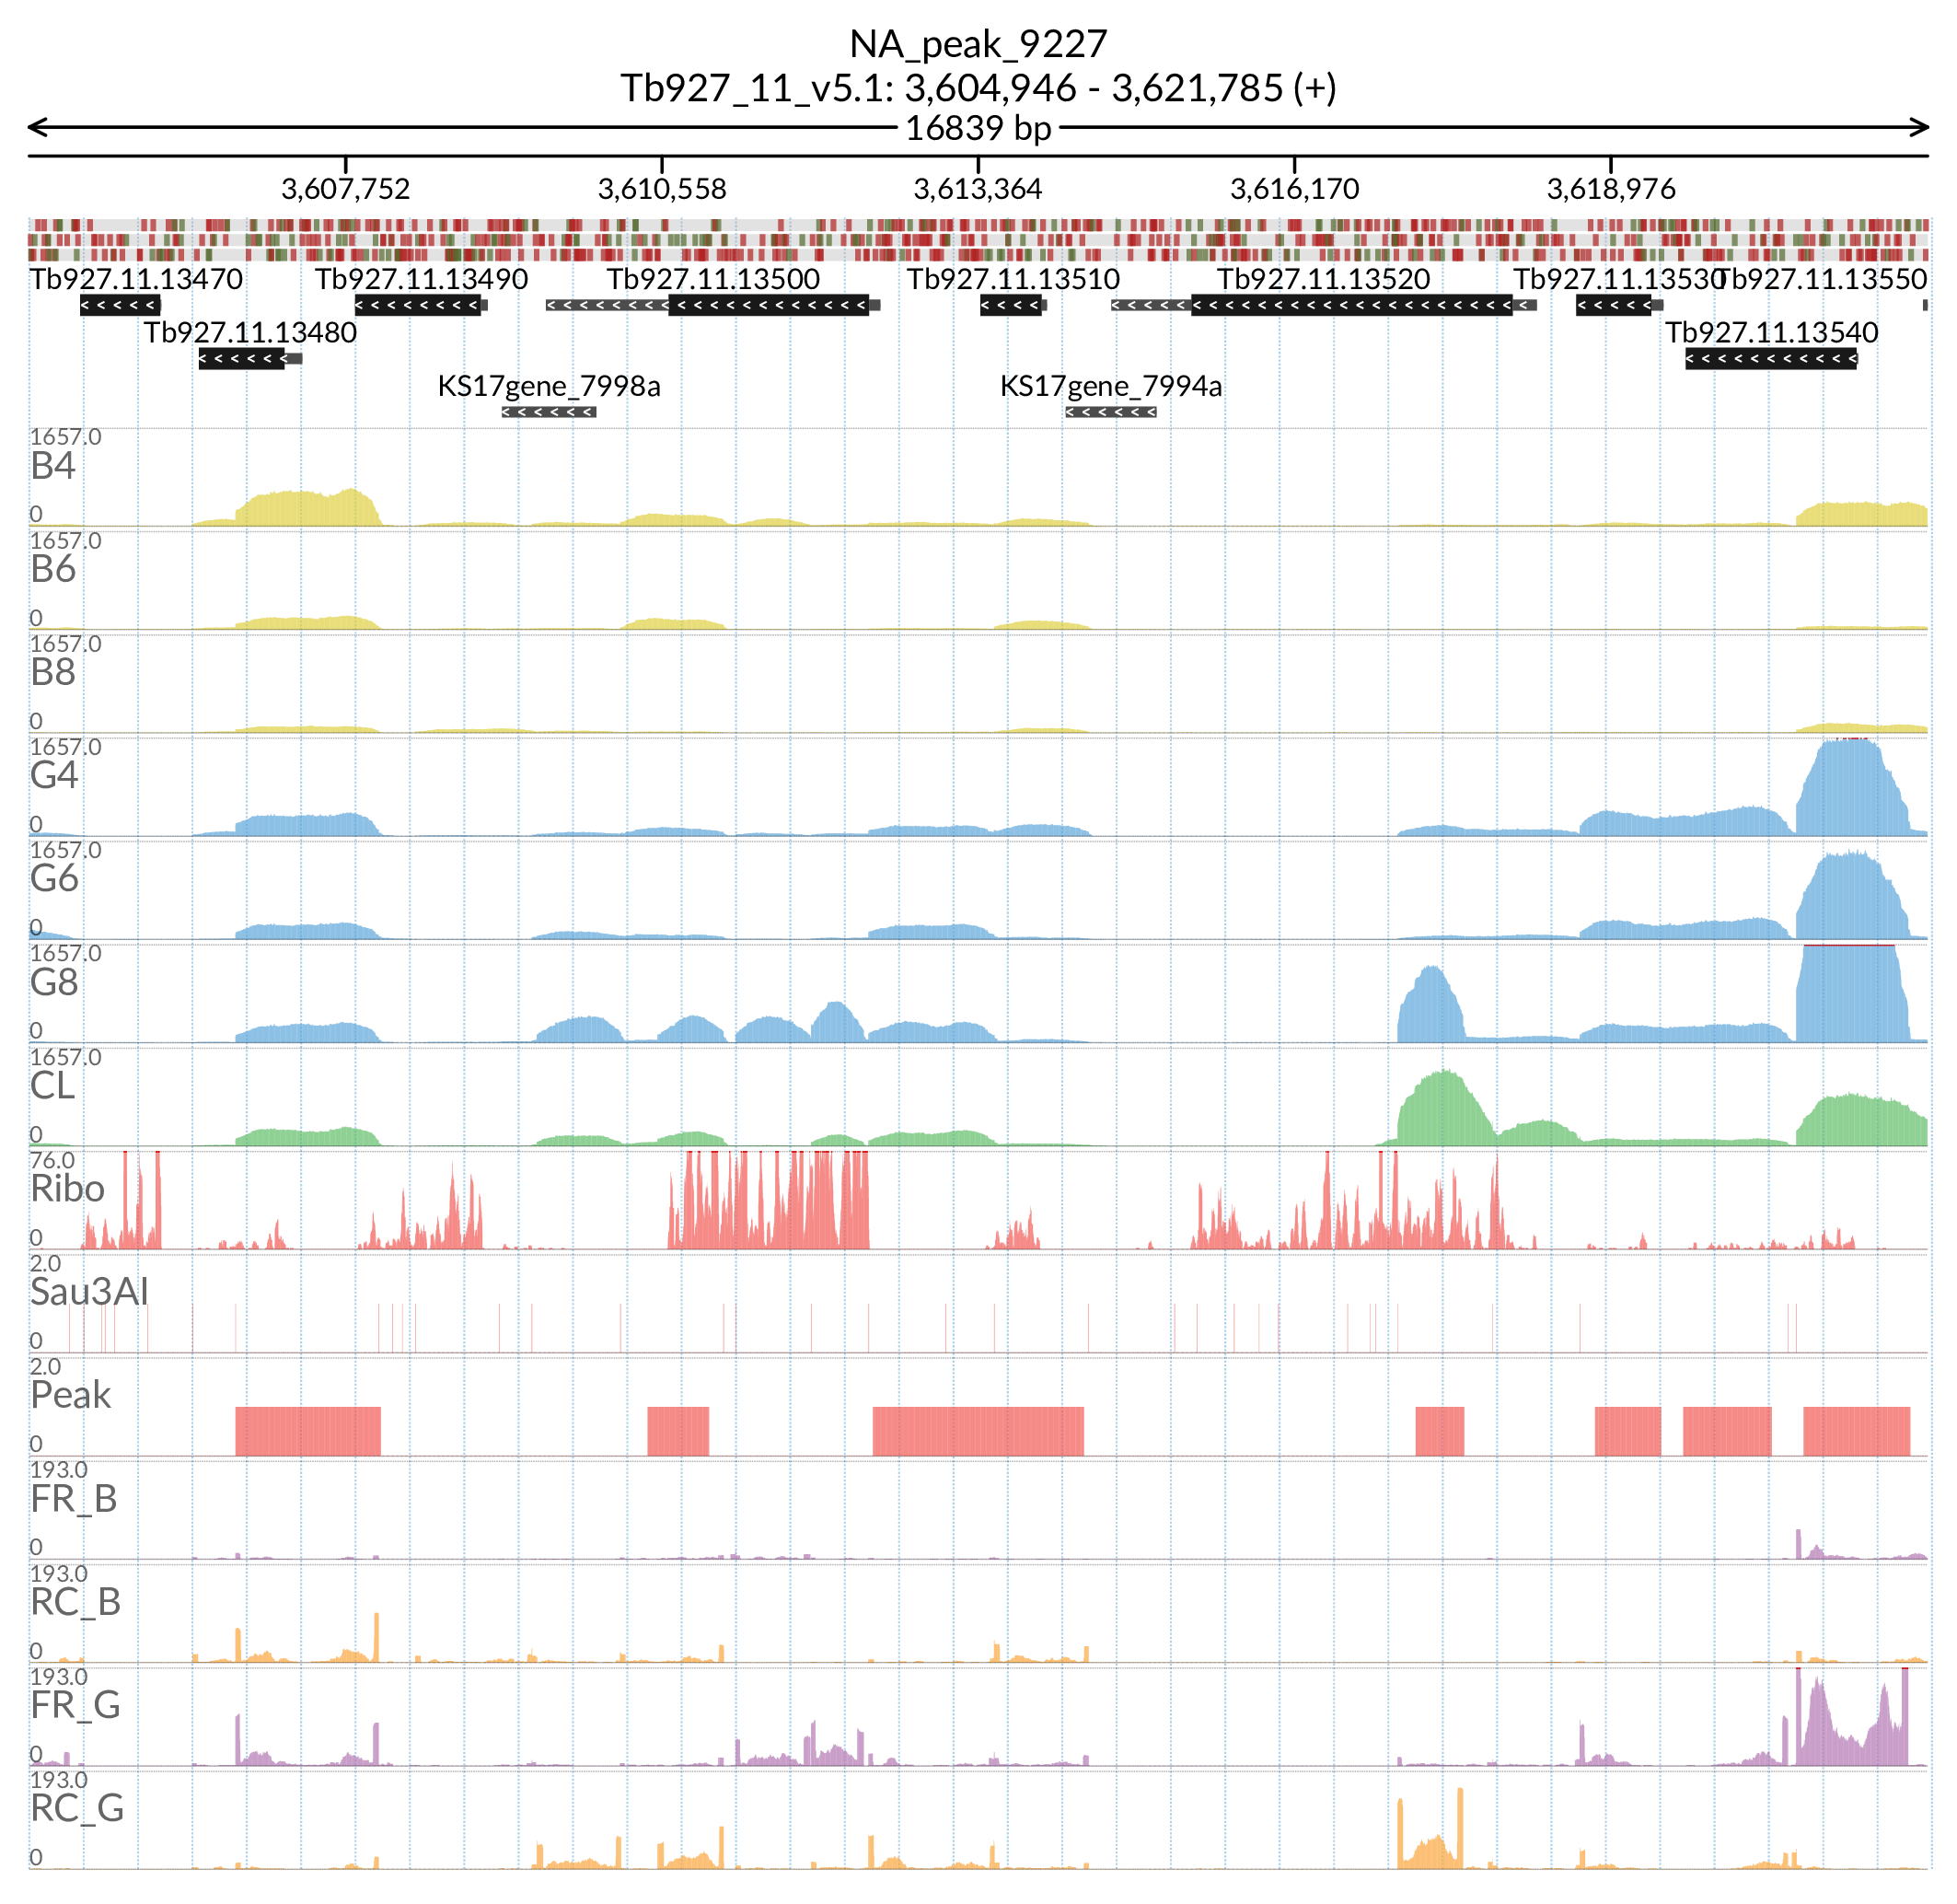 NA_peak_9227
Tb927_11_v5.1: 3,604,946 - 3,621,785 (+)
16839 bp
3,607,752 3,610,558 3,613,364 3,616,170 3,618,976
Tb927.11.13470 Tb927.11.13490 Tb927.11.13500 Tb927.11.13510 Tb927.11.13520 Tb927.11.13530 Tb927.11.13550
Tb927.11.13480 Tb927.11.13540
KS17gene_7998a KS17gene_7994a
1657.0
B4
0
1657.0
B6
0
1657.0
B8
0
1657.0
G4
0
1657.0
G6
0
1657.0
G8
0
1657.0
CL
0
76.0
Ribo
0
2.0
Sau3AI
0
2.0
Peak
0
193.0
FR_B
0
193.0
RC_B
0
193.0
FR_G
0
193.0
RC_G
0